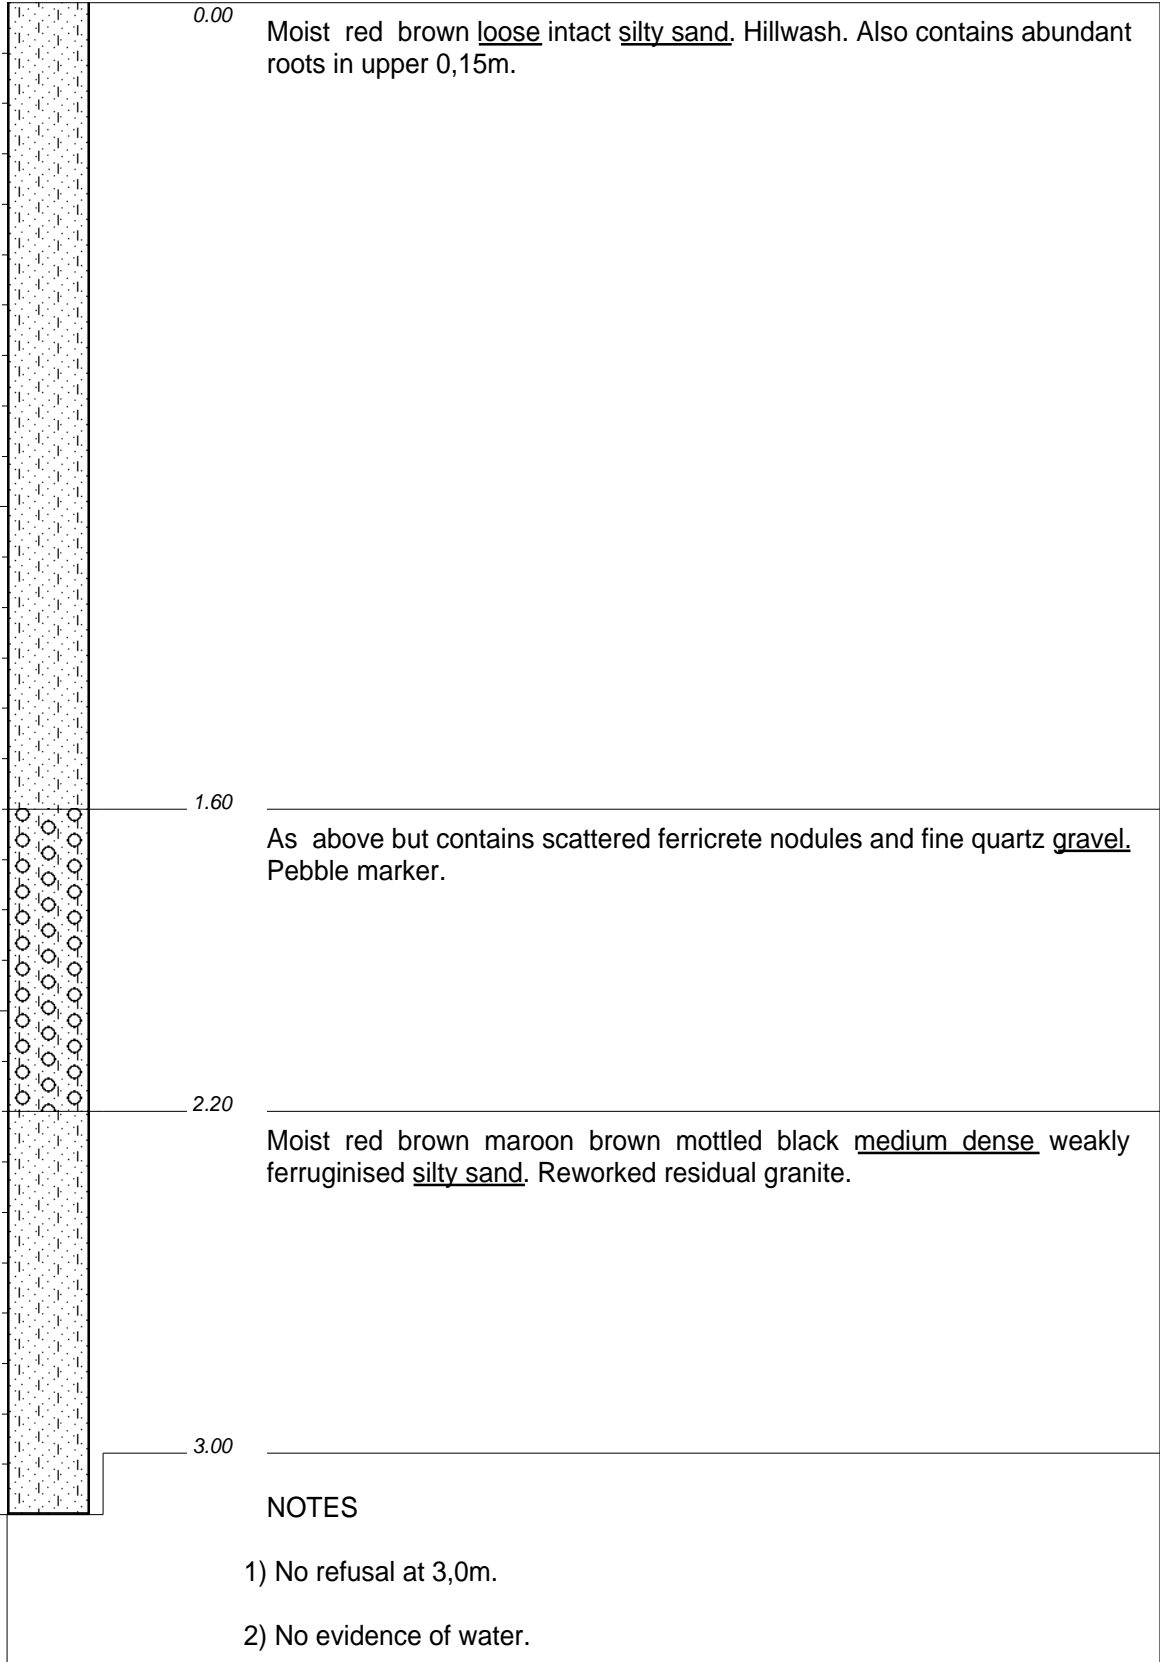 0.00
Moist red brown loose intact silty sand. Hillwash. Also contains abundant
roots in upper 0,15m.
1.60
As above but contains scattered ferricrete nodules and fine quartz gravel.
Pebble marker.
2.20
Moist red brown maroon brown mottled black medium dense weakly
ferruginised silty sand. Reworked residual granite.
3.00
NOTES
1) No refusal at 3,0m.
2) No evidence of water.